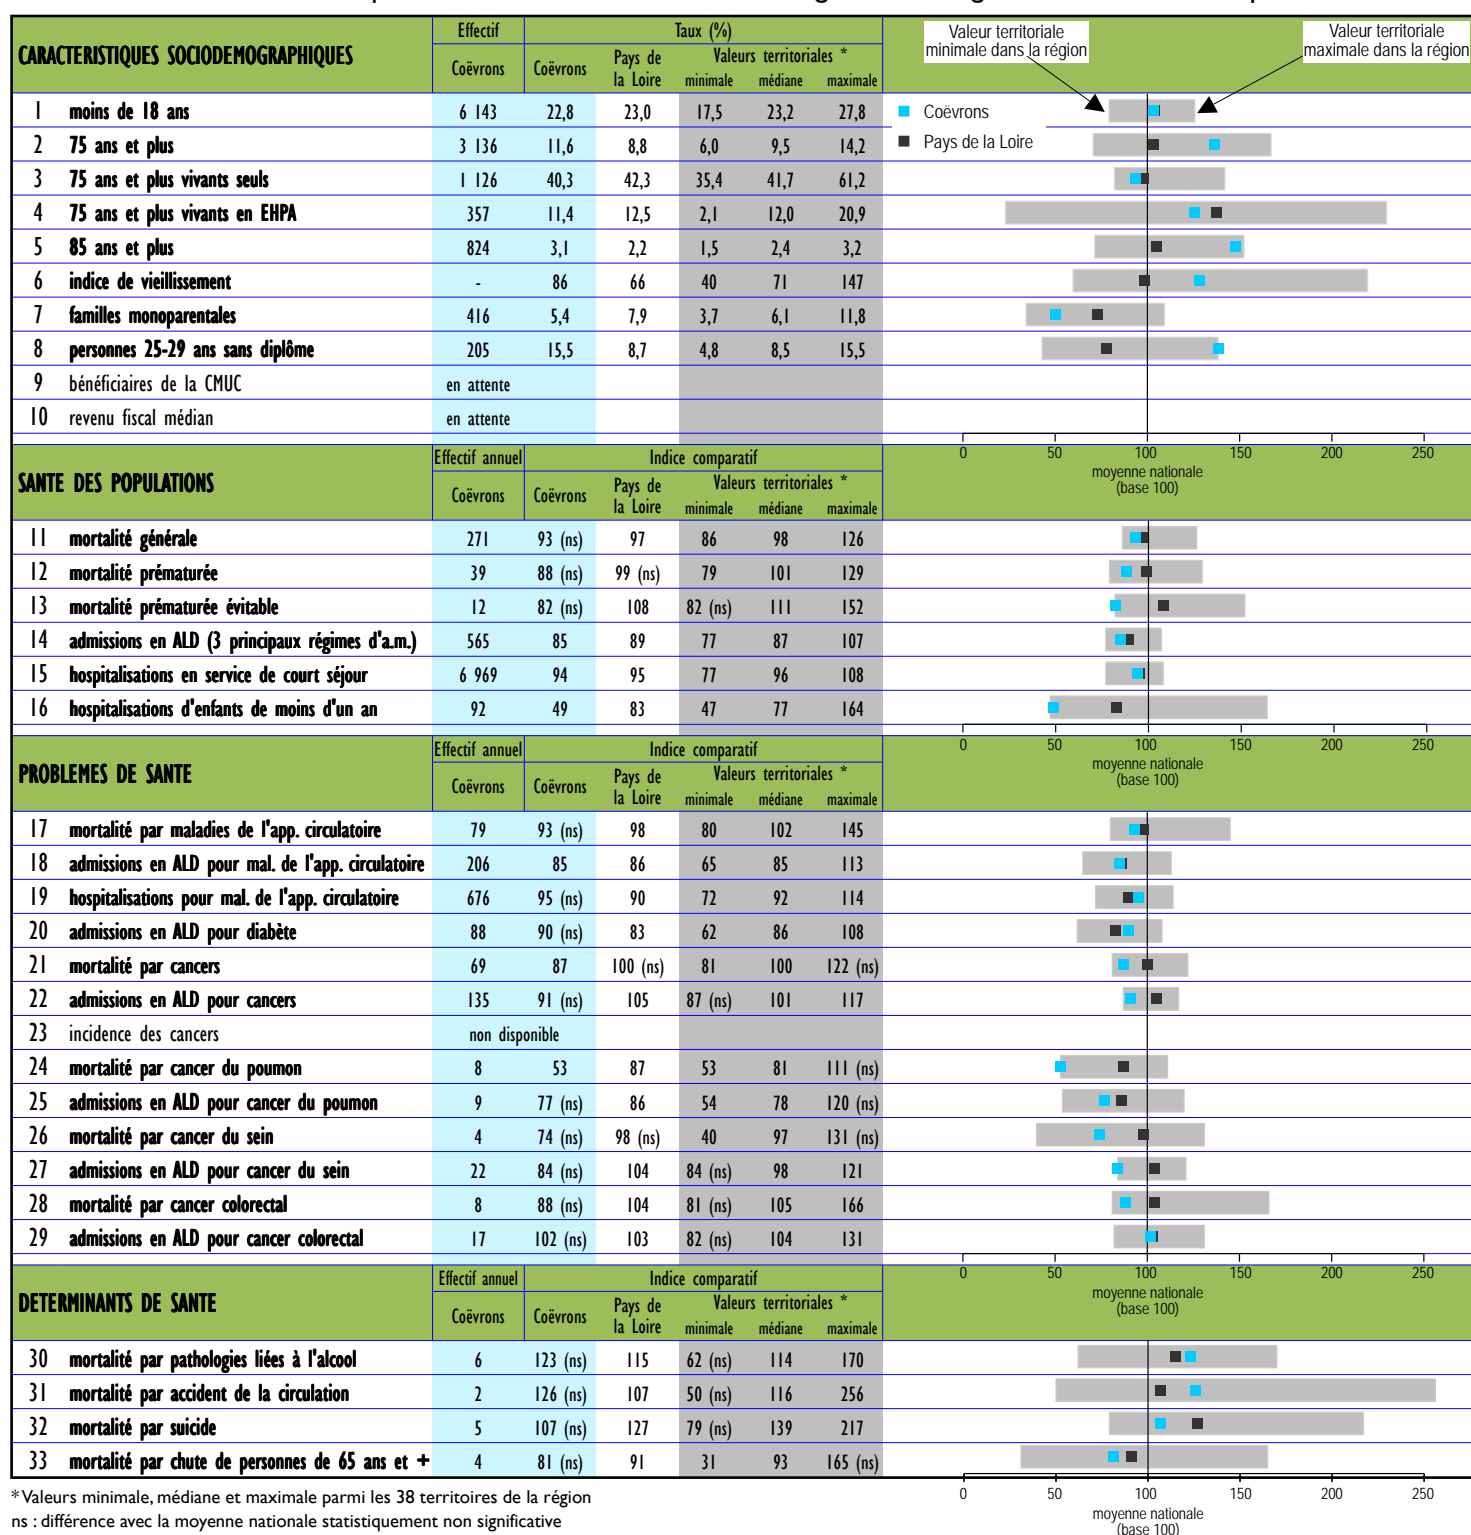 CARACTERISTIQUES SOCIODEMOGRAPHIQUES
Effectif
Taux (%)
Coëvrons
Coëvrons
Pays de la Loire
Valeurs territoriales *
minimale médiane maximale
Valeur territoriale minimale dans la région
Valeur territoriale maximale dans la région
Coëvrons
Pays de la Loire
1 moins de 18 ans 6 143 22,8 23,0 17,5 23,2 27,8
2 75 ans et plus 3 136 11,6 8,8 6,0 9,5 14,2
3 75 ans et plus vivants seuls 1 126 40,3 42,3 35,4 41,7 61,2
4 75 ans et plus vivants en EHPA 357 11,4 12,5 2,1 12,0 20,9
5 85 ans et plus 824 3,1 2,2 1,5 2,4 3,2
6 indice de vieillissement - 86 66 40 71 147
7 familles monoparentales 416 5,4 7,9 3,7 6,1 11,8
8 personnes 25-29 ans sans diplôme 205 15,5 8,7 4,8 8,5 15,5
9 bénéficiaires de la CMUC en attente
10 revenu fiscal médian en attente
SANTE DES POPULATIONS
Effectif annuel
Indice comparatif
Coëvrons
Coëvrons
Pays de la Loire
Valeurs territoriales *
minimale médiane maximale
0 50 100 150 200 250
moyenne nationale
(base 100)
11 mortalité générale 271 93 (ns) 97 86 98 126
12 mortalité prématurée 39 88 (ns) 99 (ns) 79 101 129
13 mortalité prématurée évitable 12 82 (ns) 108 82 (ns) 111 152
14 admissions en ALD (3 principaux régimes d'a.m.) 565 85 89 77 87 107
15 hospitalisations en service de court séjour 6 969 94 95 77 96 108
16 hospitalisations d'enfants de moins d'un an 92 49 83 47 77 164
PROBLEMES DE SANTE
Effectif annuel
Indice comparatif
Coëvrons
Coëvrons
Pays de la Loire
Valeurs territoriales *
minimale médiane maximale
0 50 100 150 200 250
moyenne nationale
(base 100)
17 mortalité par maladies de l'app. circulatoire 79 93 (ns) 98 80 102 145
18 admissions en ALD pour mal. de l'app. circulatoire 206 85 86 65 85 113
19 hospitalisations pour mal. de l'app. circulatoire 676 95 (ns) 90 72 92 114
20 admissions en ALD pour diabète 88 90 (ns) 83 62 86 108
21 mortalité par cancers 69 87 100 (ns) 81 100 122 (ns)
22 admissions en ALD pour cancers 135 91 (ns) 105 87 (ns) 101 117
23 incidence des cancers non disponible
24 mortalité par cancer du poumon 8 53 87 53 81 111 (ns)
25 admissions en ALD pour cancer du poumon 9 77 (ns) 86 54 78 120 (ns)
26 mortalité par cancer du sein 4 74 (ns) 98 (ns) 40 97 131 (ns)
27 admissions en ALD pour cancer du sein 22 84 (ns) 104 84 (ns) 98 121
28 mortalité par cancer colorectal 8 88 (ns) 104 81 (ns) 105 166
29 admissions en ALD pour cancer colorectal 17 102 (ns) 103 82 (ns) 104 131
DETERMINANTS DE SANTE
Effectif annuel
Indice comparatif
Coëvrons
Coëvrons
Pays de la Loire
Valeurs territoriales *
minimale médiane maximale
0 50 100 150 200 250
moyenne nationale
(base 100)
30 mortalité par pathologies liées à l'alcool 6 123 (ns) 115 62 (ns) 114 170
31 mortalité par accident de la circulation 2 126 (ns) 107 50 (ns) 116 256
32 mortalité par suicide 5 107 (ns) 127 79 (ns) 139 217
33 mortalité par chute de personnes de 65 ans et + 4 81 (ns) 91 31 93 165 (ns)
0 50 100 150 200 250
moyenne nationale
(base 100)
* Valeurs minimale, médiane et maximale parmi les 38 territoires de la région
ns : différence avec la moyenne nationale statistiquement non significative